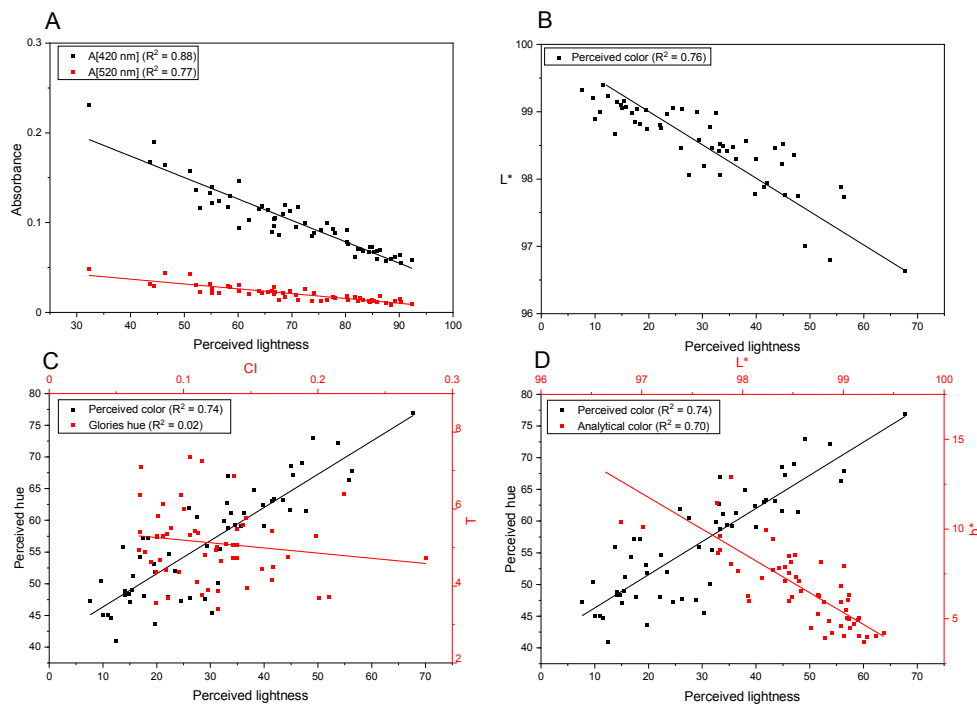 A
A[420 nm] (R² = 0.88)
A[520 nm] (R² = 0.77)
0.3
0.2
0.1
0
Absorbance
30 40 50 60 70 80 90 100
Perceived lightness
B
Perceived color (R² = 0.76)
100
99
98
97
96
L*
0 10 20 30 40 50 60 70 80
Perceived lightness
C
CI
0 0.1 0.2 0.3
Perceived color (R² = 0.74)
Glories hue (R² = 0.02)
80
75
70
65
60
55
50
45
40
Perceived hue
8
6
4
2
T
0 10 20 30 40 50 60 70
Perceived lightness
D
L*
96 97 98 99 100
Perceived color (R² = 0.74)
Analytical color (R² = 0.70)
80
75
70
65
60
55
50
45
40
Perceived hue
15
10
5
b*
0 10 20 30 40 50 60 70
Perceived lightness